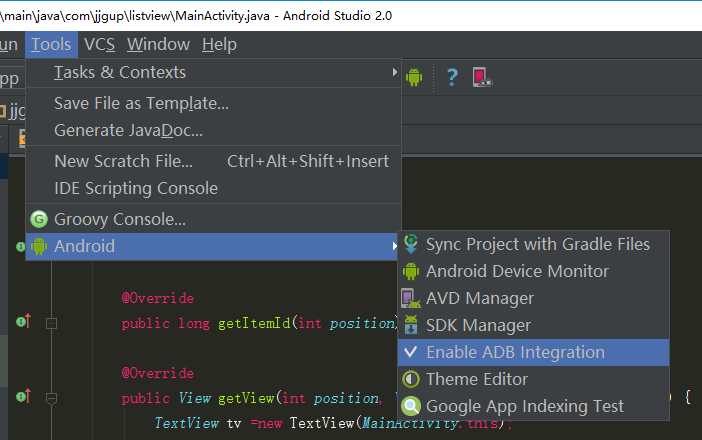 \main\java\com\jjgup\listview\MainActivity.java - Android Studio 2.0
un Tools VCS Window Help
app
jjg
Tasks & Contexts
Save File as Template...
Generate JavaDoc...
New Scratch File... Ctrl+Alt+Shift+Insert
IDE Scripting Console
Groovy Console...
Android
Sync Project with Gradle Files
Android Device Monitor
AVD Manager
SDK Manager
Enable ADB Integration
Theme Editor
Google App Indexing Test
@Override
public long getItemId(int position)
@Override
public View getView(int position, {
TextView tv =new TextView(MainActivity.this);